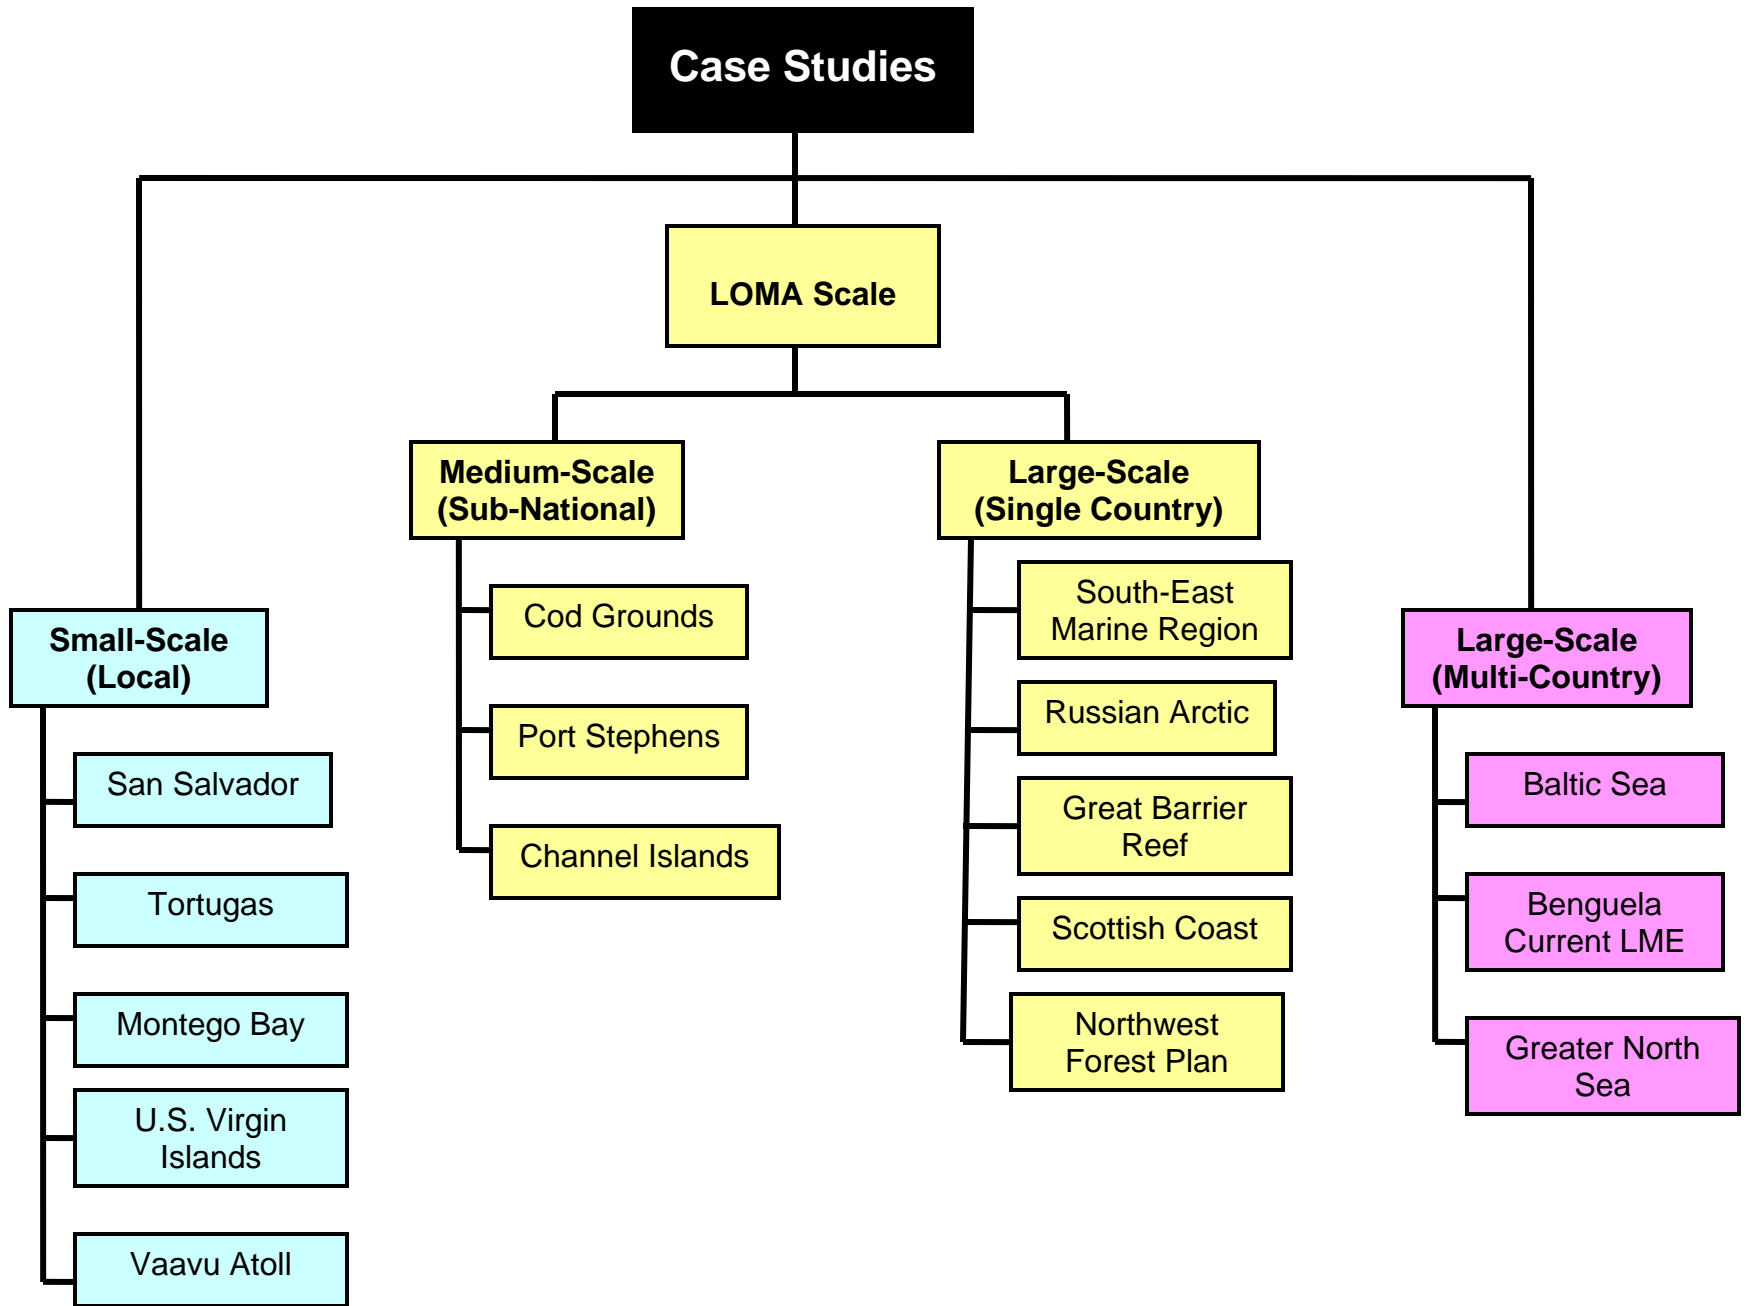 Case Studies
LOMA Scale
Medium-Scale
(Sub-National)
Large-Scale
(Single Country)
Small-Scale
(Local)
Large-Scale
(Multi-Country)
San Salvador
Tortugas
Montego Bay
U.S. Virgin
Islands
Vaavu Atoll
Cod Grounds
Port Stephens
Channel Islands
South-East
Marine Region
Russian Arctic
Great Barrier
Reef
Scottish Coast
Northwest
Forest Plan
Baltic Sea
Benguela
Current LME
Greater North
Sea